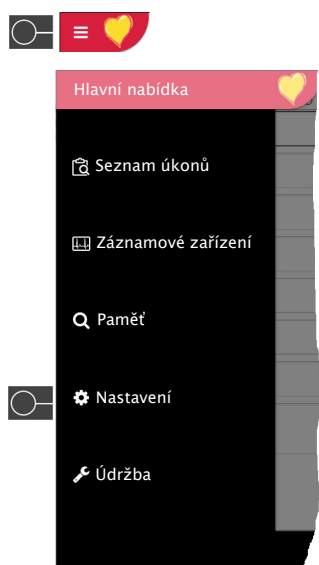 Hlavní nabídka
Seznam úkonů
Záznamové zařízení
Paměť
Nastavení
Údržba